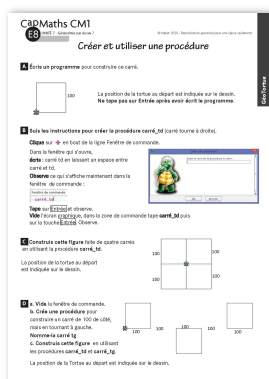 CapMaths CM1
E8
Créer et utiliser une procédure
GéoTortue
A Écris un programme pour construire ce carré.
100
La position de la tortue au départ est indiquée sur le dessin.
Ne tape pas sur Entrée après avoir écrit le programme.
B Suis les instructions pour créer la procédure carré_td (carré tourne à droite).
Clique sur + en bout de la ligne Fenêtre de commande.
Dans la fenêtre qui s'ouvre,
écris : carré td en laissant un espace entre
carré et td.
Observe ce qui s'affiche maintenant dans la
fenêtre de commande :
Fenêtre de commande
carré_td
Tape sur Entrée et observe.
Vide l'écran graphique, dans la zone de commande tape carré_td puis
sur la touche Entrée. Observe.
C Construis cette figure faite de quatre carrés
en utilisant la procédure carré_td.
La position de la tortue au départ
est indiquée sur le dessin.
100
100
100
100
D a. Vide la fenêtre de commande.
b. Crée une procédure pour
construire un carré de 100 de côté,
mais en tournant à gauche.
Nomme-la carré tg
c. Construis cette figure en utilisant
les procédures carré_td et carré_tg.
100
100
100
100
100
La position de la Tortue au départ est indiquée sur le dessin.